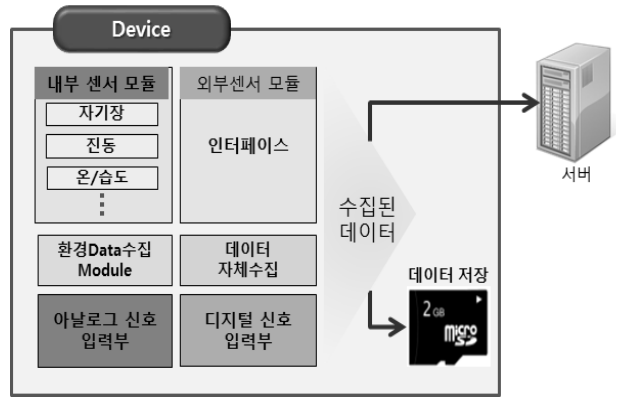 Device
내부 센서 모듈
자기장
진동
온/습도
외부센서 모듈
인터페이스
환경Data수집
Module
데이터
자체수집
아날로그 신호
입력부
디지털 신호
입력부
수집된
데이터
서버
데이터 저장
2 GB
micro
SD